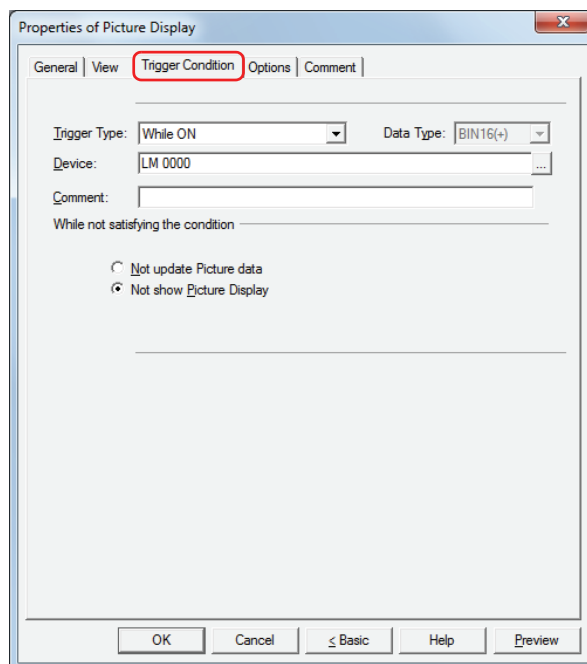 Properties of Picture Display
General View Trigger Condition Options Comment
Trigger Type: While ON Data Type: BIN16(+)
Device: LM 0000 ...
Comment:
While not satisfying the condition
Not update Picture data
Not show Picture Display
OK Cancel < Basic Help Preview